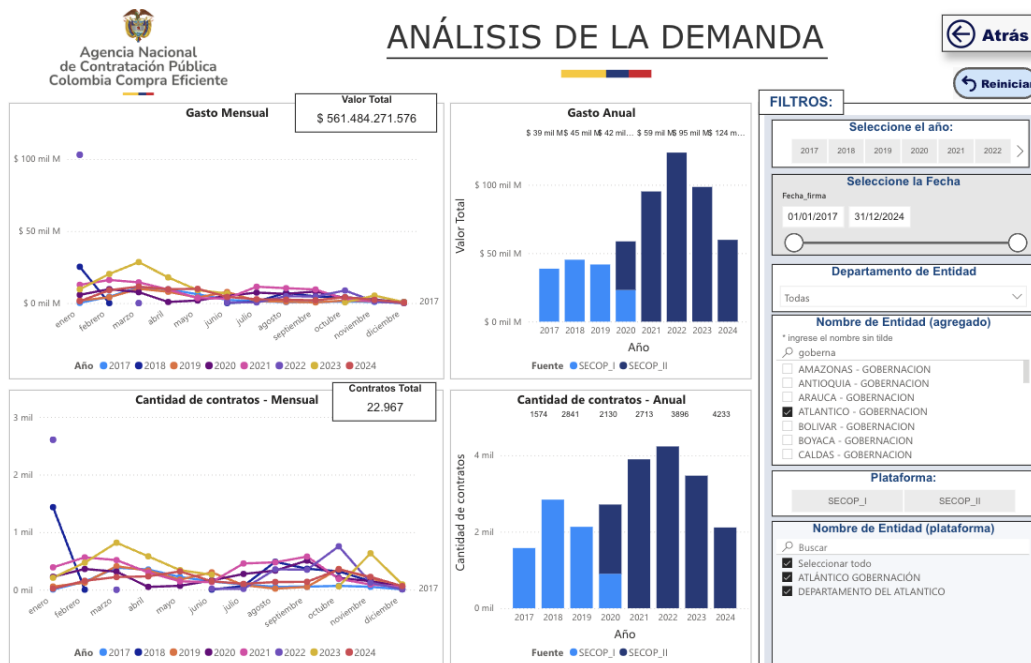 Agencia Nacional
de Contratación Pública
Colombia Compra Eficiente
ANÁLISIS DE LA DEMANDA
Atrás
Reiniciar
Gasto Mensual
Valor Total
$ 561.484.271.576
$ 100 mil M
$ 50 mil M
$ 0 mil M
enero
febrero
marzo
abril
mayo
junio
julio
agosto
septiembre
octubre
noviembre
diciembre
2017
Año 2017 2018 2019 2020 2021 2022 2023 2024
Gasto Anual
$ 39 mil M $ 45 mil M $ 42 mil... $ 59 mil M $ 95 mil M $ 124 m...
Valor Total
$ 100 mil M
$ 50 mil M
$ 0 mil M
2017 2018 2019 2020 2021 2022 2023 2024
Año
Fuente SECOP_I SECOP_II
Cantidad de contratos - Mensual
Contratos Total
22.967
3 mil
2 mil
1 mil
0 mil
enero
febrero
marzo
abril
mayo
junio
julio
agosto
septiembre
octubre
noviembre
diciembre
2017
Año 2017 2018 2019 2020 2021 2022 2023 2024
Cantidad de contratos - Anual
1574 2841 2130 2713 3896 4233
Cantidad de contratos
4 mil
2 mil
0 mil
2017 2018 2019 2020 2021 2022 2023 2024
Año
Fuente SECOP_I SECOP_II
FILTROS:
Seleccione el año:
2017 2018 2019 2020 2021 2022
Seleccione la Fecha
Fecha_firma
01/01/2017 31/12/2024
Departamento de Entidad
Todas
Nombre de Entidad (agregado)
* ingrese el nombre sin tilde
goberna
AMAZONAS - GOBERNACION
ANTIOQUIA - GOBERNACION
ARAUCA - GOBERNACION
ATLANTICO - GOBERNACION
BOLIVAR - GOBERNACION
BOYACA - GOBERNACION
CALDAS - GOBERNACION
Plataforma:
SECOP_I SECOP_II
Nombre de Entidad (plataforma)
Buscar
Seleccionar todo
ATLÁNTICO GOBERNACIÓN
DEPARTAMENTO DEL ATLANTICO